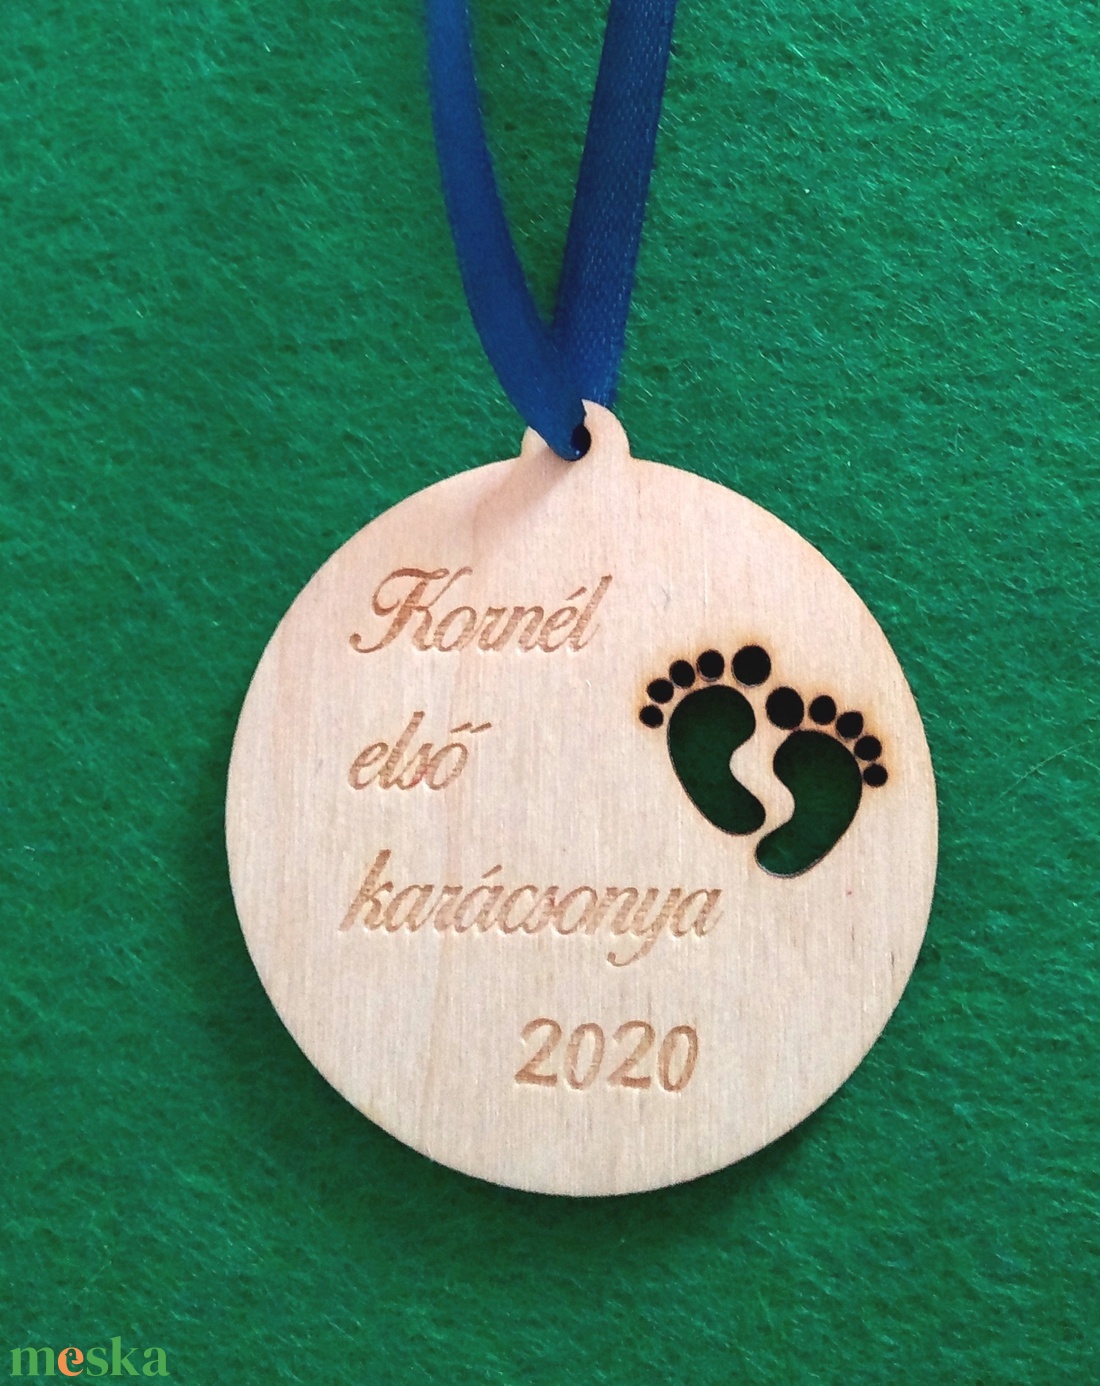 Kornél
első
karácsonya
2020
meska